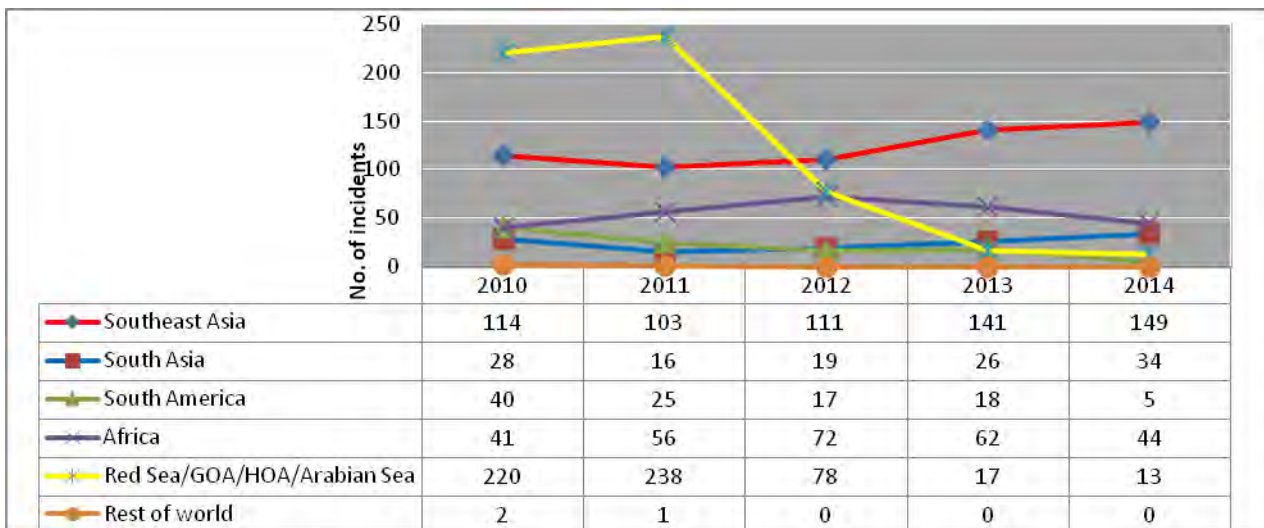 250
200
150
100
50
0
No. of incidents
2010 2011 2012 2013 2014
Southeast Asia 114 103 111 141 149
South Asia 28 16 19 26 34
South America 40 25 17 18 5
Africa 41 56 72 62 44
Red Sea/GOA/HOA/Arabian Sea 220 238 78 17 13
Rest of world 2 1 0 0 0